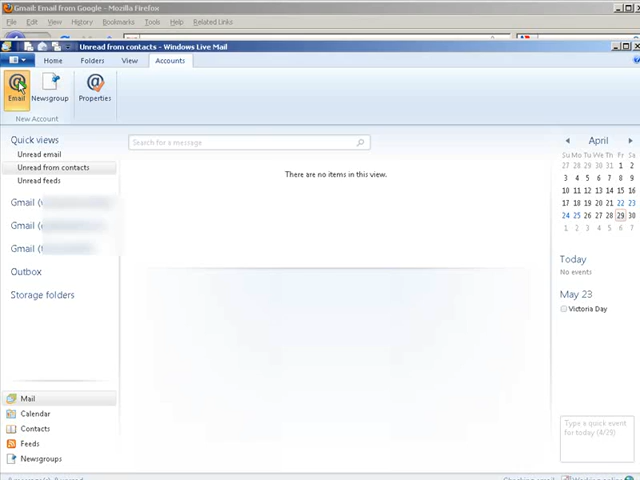 Gmail: Email from Google - Mozilla Firefox
File Edit View History Bookmarks Tools Help Related Links
Unread from contacts - Windows Live Mail
Home Folders View Accounts
Email Newsgroup Properties
New Account
Quick views
Unread email
Unread from contacts
Unread feeds
Gmail (
Gmail (
Gmail (
Outbox
Storage folders
Mail
Calendar
Contacts
Feeds
Newsgroups
Search for a message
There are no items in this view.
April
Su Mo Tu We Th Fr Sa
27 28 29 30 31 1 2
3 4 5 6 7 8 9
10 11 12 13 14 15 16
17 18 19 20 21 22 23
24 25 26 27 28 29 30
1 2 3 4 5 6 7
Today
No events
May 23
Victoria Day
Type a quick event
for today (4/29)